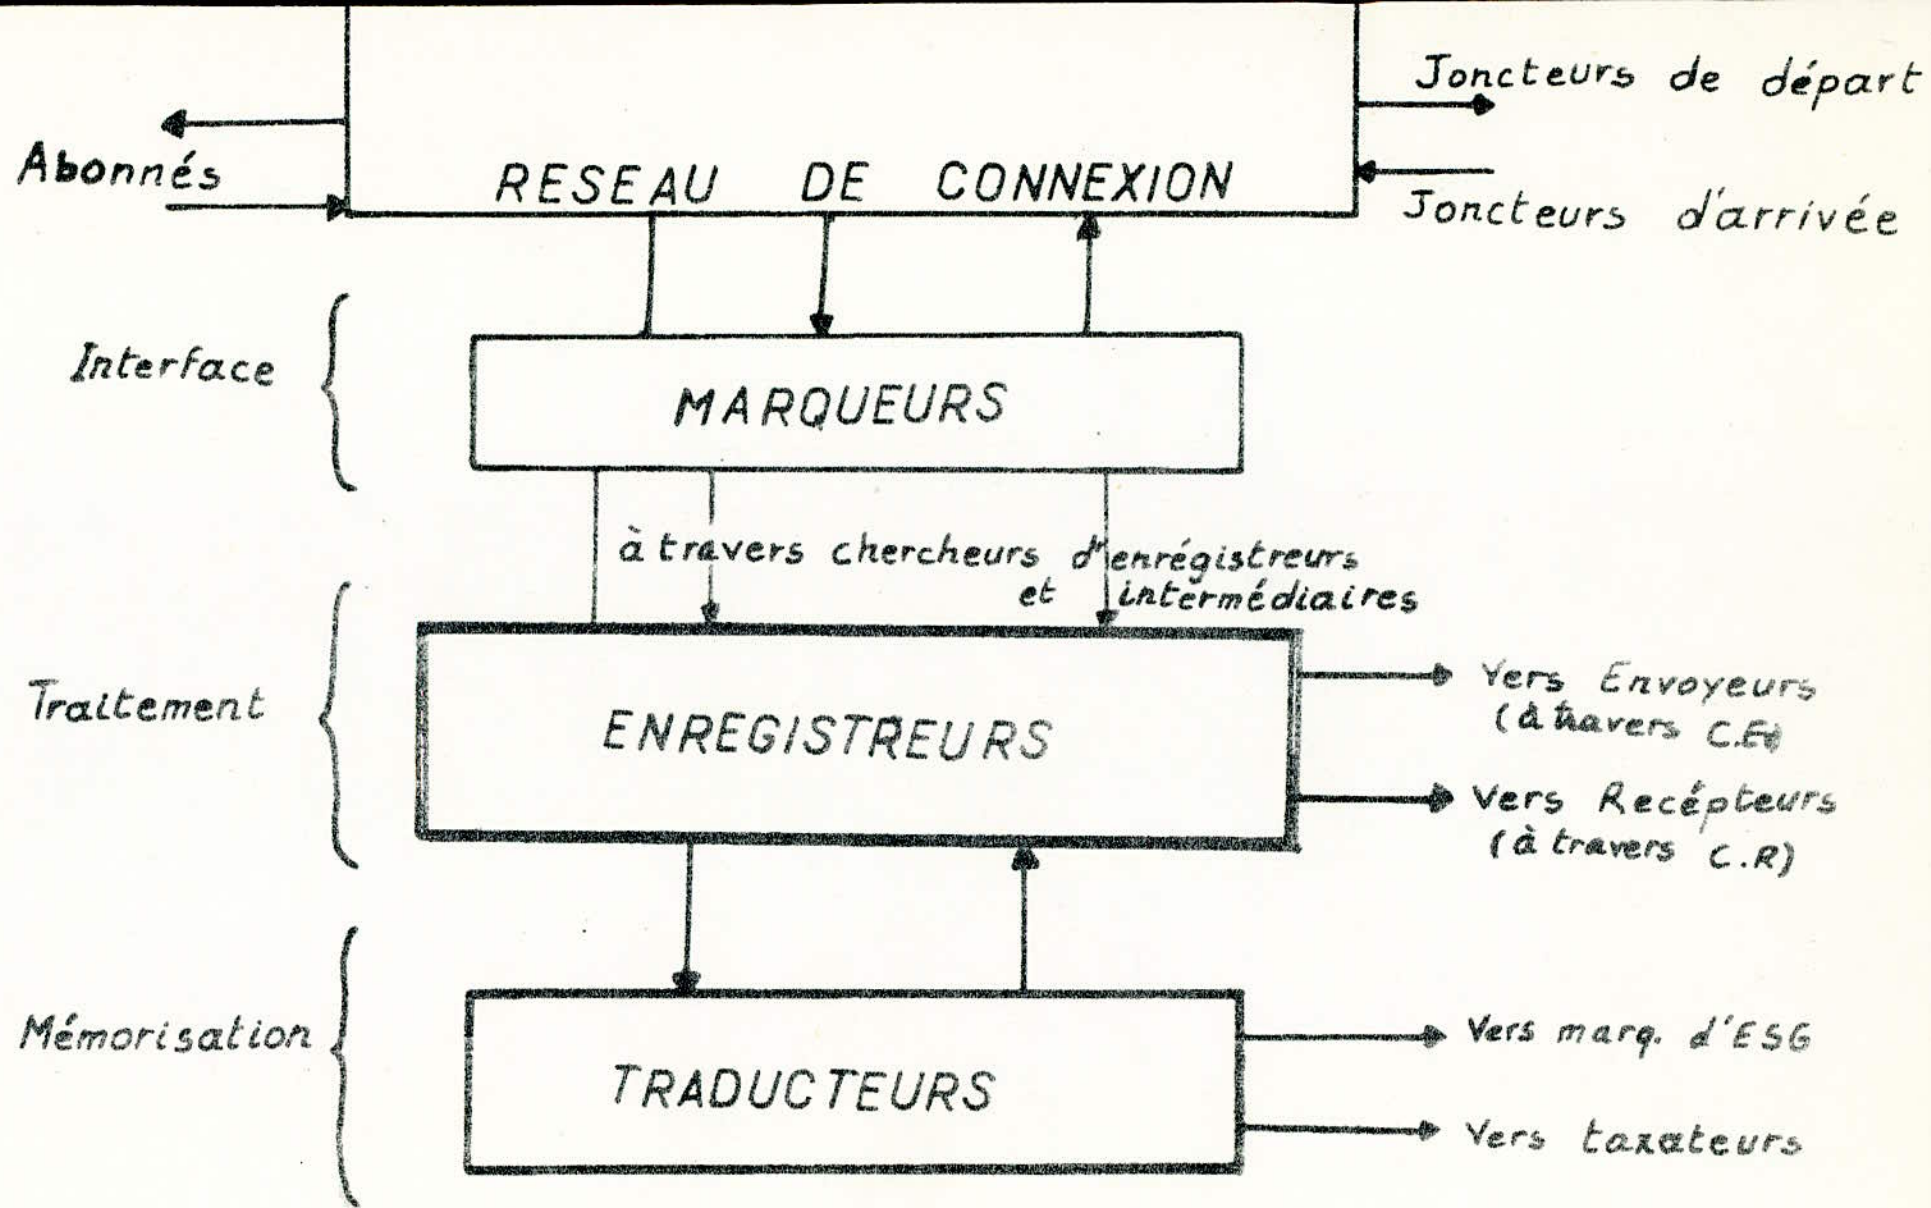 Joncteurs de départ
Abonnés
RESEAU DE CONNEXION
Joncteurs d'arrivée
Interface
MARQUEURS
à travers chercheurs d'enrégistreurs
et intermédiaires
Traitement
ENREGISTREURS
Vers Envoyeurs
(à travers
Vers Recépteurs
(à travers C.R)
Mémorisation
TRADUCTEURS
Vers marq. d'ESG
Vers taxateurs